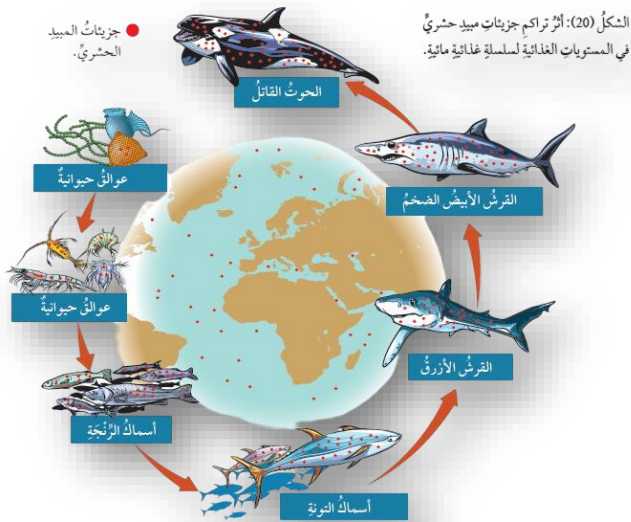 الشكلُ (20): أثرُ تراكمِ جزيئاتِ مبيدٍ حشريٍّ
في المستوياتِ الغذائيةِ لسلسلةٍ غذائيةٍ مائيةٍ.
جزيئاتُ المبيدِ
الحشريِّ.
الحوتُ القاتلُ
القرشُ الأبيضُ الضخمُ
القرشُ الأزرقُ
أسماكُ التونةِ
أسماكُ الرِّنْجَةِ
عوالقُ حيوانيةٌ
عوالقُ حيوانيةٌ